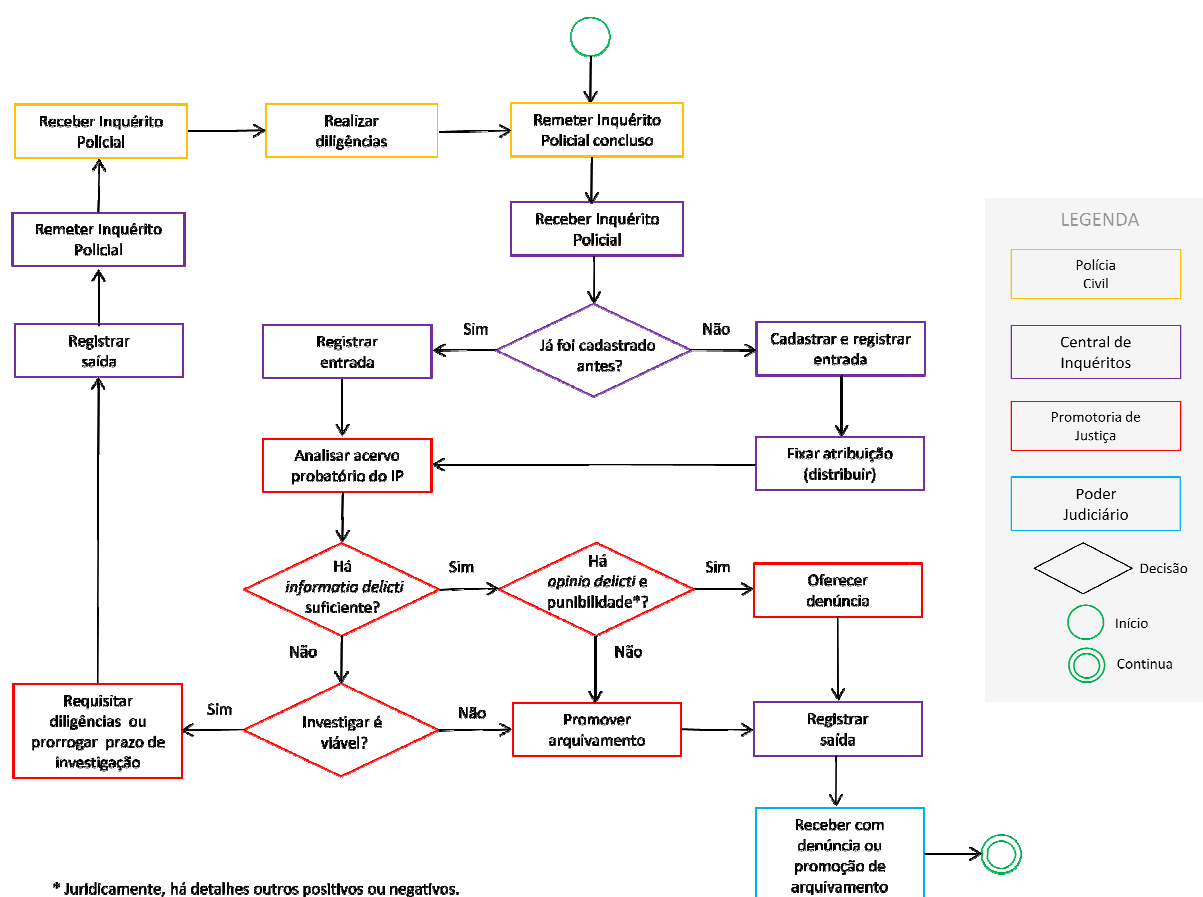 Receber Inquérito
Policial
Realizar
diligências
Remeter Inquérito
Policial concluso
Remeter Inquérito
Policial
Receber Inquérito
Policial
LEGENDA
Polícia
Civil
Registrar
saída
Registrar
entrada
Sim
Já foi cadastrado
antes?
Não
Cadastrar e registrar
entrada
Central de
Inquéritos
Promotoria de
Justiça
Analisar acervo
probatório do IP
Fixar atribuição
(distribuir)
Poder
Judiciário
Há
informatio delicti
suficiente?
Sim
Há
opinio delicti e
punibilidade*?
Sim
Oferecer
denúncia
Decisão
Início
Continua
Não
Não
Requisitar
diligências ou
prorrogar prazo de
investigação
Sim
Investigar é
viável?
Não
Promover
arquivamento
Registrar
saída
Receber com
denúncia ou
promoção de
arquivamento
* Juridicamente, há detalhes outros positivos ou negativos.